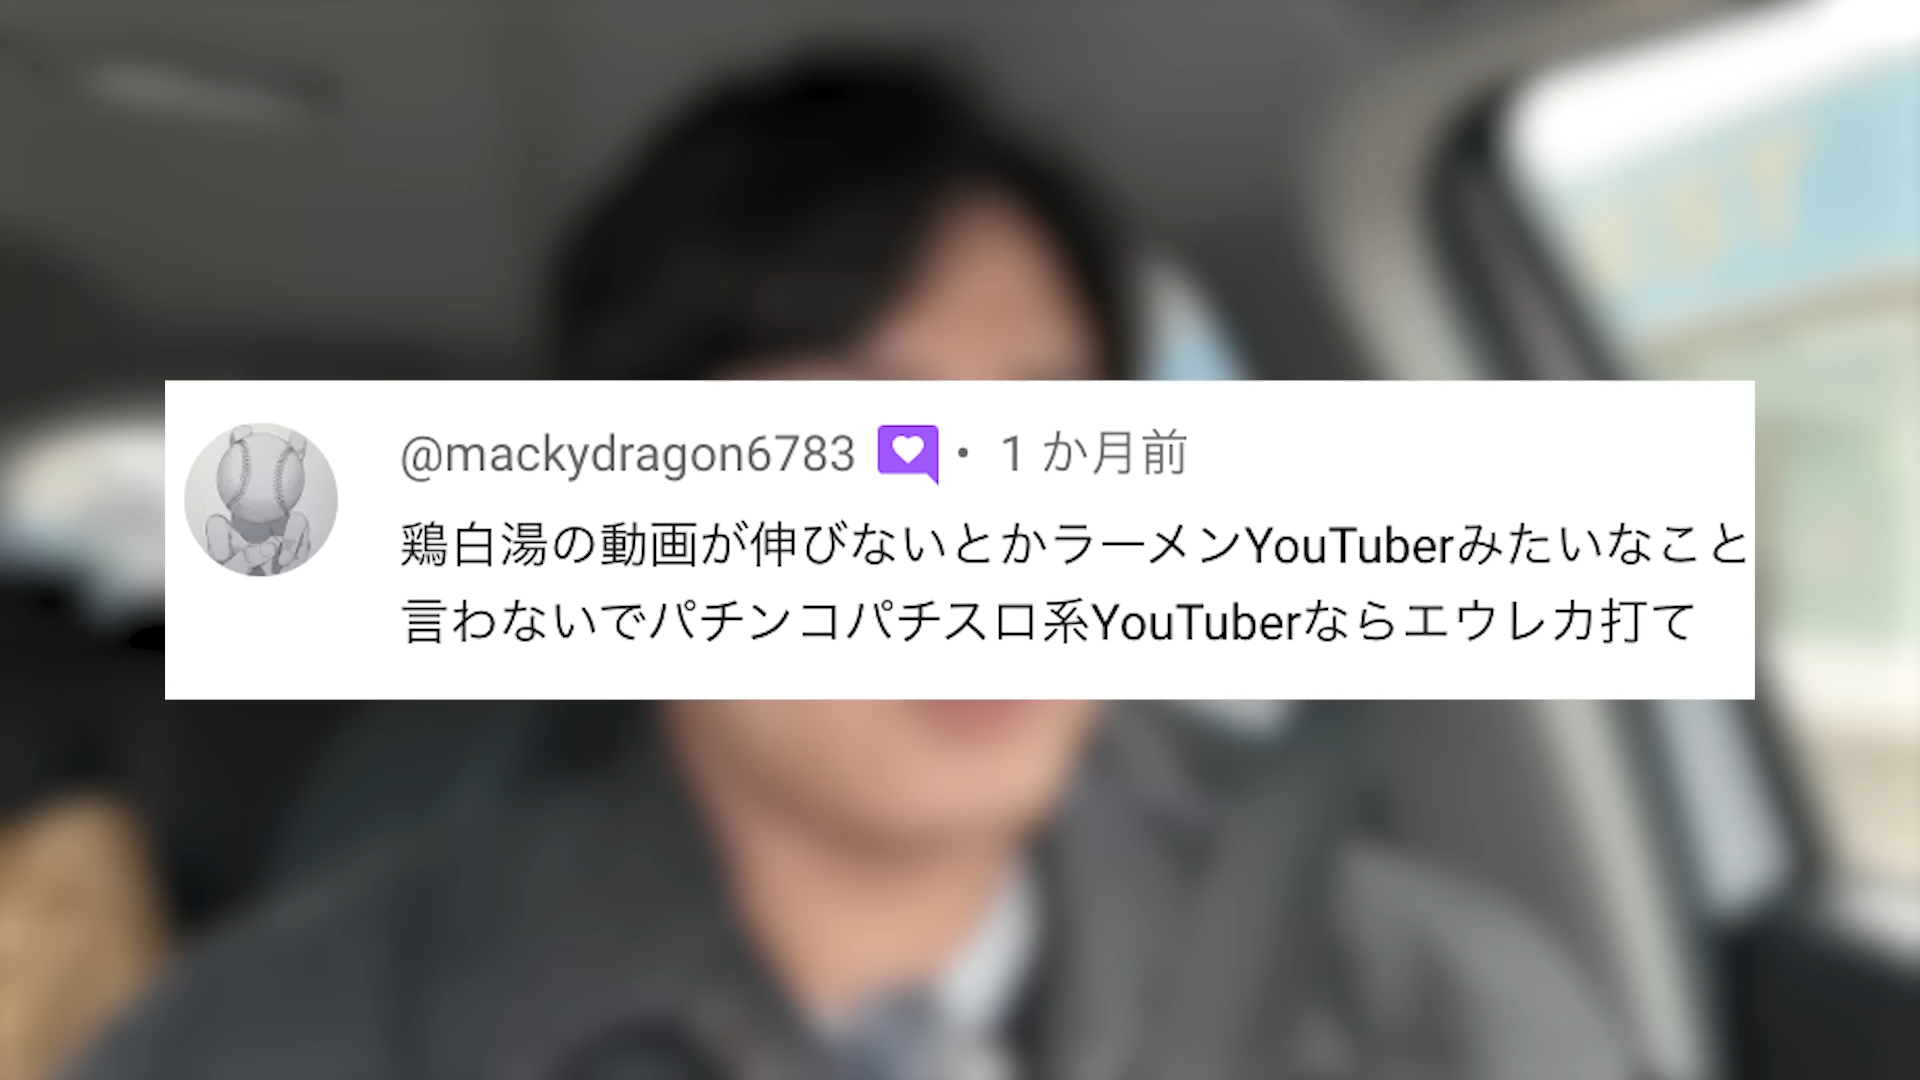 @mackydragon6783 • 1 か月前
鶏白湯の動画が伸びないとかラーメンYouTuberみたいなこと
言わないでパチンコパチスロ系YouTuberならエウレカ打て